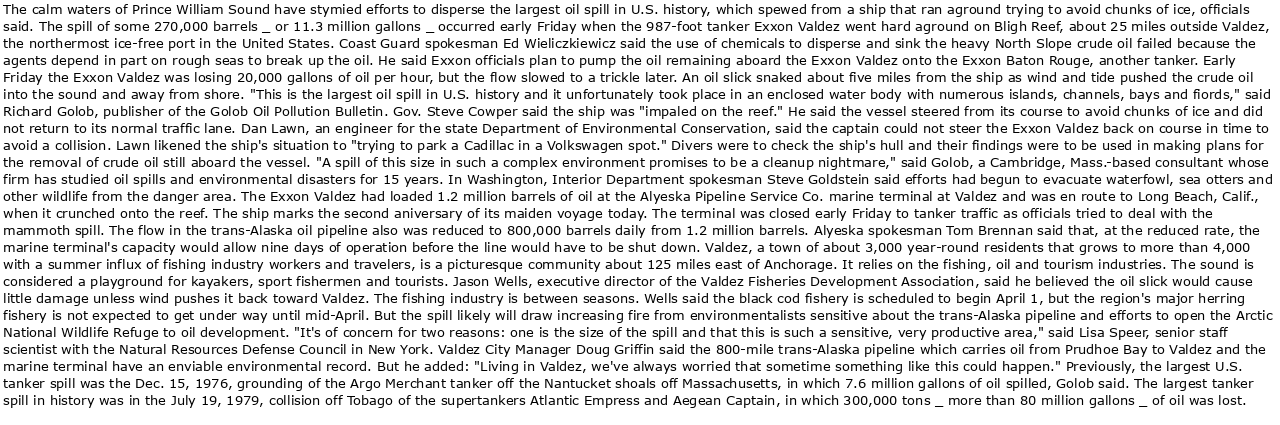 The calm waters of Prince William Sound have stymied efforts to disperse the largest oil spill in U.S. history, which spewed from a ship that ran aground trying to avoid chunks of ice, officials
said. The spill of some 270,000 barrels _ or 11.3 million gallons _ occurred early Friday when the 987-foot tanker Exxon Valdez went hard aground on Bligh Reef, about 25 miles outside Valdez,
the northermost ice-free port in the United States. Coast Guard spokesman Ed Wieliczkiewicz said the use of chemicals to disperse and sink the heavy North Slope crude oil failed because the
agents depend in part on rough seas to break up the oil. He said Exxon officials plan to pump the oil remaining aboard the Exxon Valdez onto the Exxon Baton Rouge, another tanker. Early
Friday the Exxon Valdez was losing 20,000 gallons of oil per hour, but the flow slowed to a trickle later. An oil slick snaked about five miles from the ship as wind and tide pushed the crude oil
into the sound and away from shore. "This is the largest oil spill in U.S. history and it unfortunately took place in an enclosed water body with numerous islands, channels, bays and fiords," said
Richard Golob, publisher of the Golob Oil Pollution Bulletin. Gov. Steve Cowper said the ship was "impaled on the reef." He said the vessel steered from its course to avoid chunks of ice and did
not return to its normal traffic lane. Dan Lawn, an engineer for the state Department of Environmental Conservation, said the captain could not steer the Exxon Valdez back on course in time to
avoid a collision. Lawn likened the ship's situation to "trying to park a Cadillac in a Volkswagen spot." Divers were to check the ship's hull and their findings were to be used in making plans for
the removal of crude oil still aboard the vessel. "A spill of this size in such a complex environment promises to be a cleanup nightmare," said Golob, a Cambridge, Mass.-based consultant whose
firm has studied oil spills and environmental disasters for 15 years. In Washington, Interior Department spokesman Steve Goldstein said efforts had begun to evacuate waterfowl, sea otters and
other wildlife from the danger area. The Exxon Valdez had loaded 1.2 million barrels of oil at the Alyeska Pipeline Service Co. marine terminal at Valdez and was en route to Long Beach, Calif.,
when it crunched onto the reef. The ship marks the second aniversary of its maiden voyage today. The terminal was closed early Friday to tanker traffic as officials tried to deal with the
mammoth spill. The flow in the trans-Alaska oil pipeline also was reduced to 800,000 barrels daily from 1.2 million barrels. Alyeska spokesman Tom Brennan said that, at the reduced rate, the
marine terminal's capacity would allow nine days of operation before the line would have to be shut down. Valdez, a town of about 3,000 year-round residents that grows to more than 4,000
with a summer influx of fishing industry workers and travelers, is a picturesque community about 125 miles east of Anchorage. It relies on the fishing, oil and tourism industries. The sound is
considered a playground for kayakers, sport fishermen and tourists. Jason Wells, executive director of the Valdez Fisheries Development Association, said he believed the oil slick would cause
little damage unless wind pushes it back toward Valdez. The fishing industry is between seasons. Wells said the black cod fishery is scheduled to begin April 1, but the region's major herring
fishery is not expected to get under way until mid-April. But the spill likely will draw increasing fire from environmentalists sensitive about the trans-Alaska pipeline and efforts to open the Arctic
National Wildlife Refuge to oil development. "It's of concern for two reasons: one is the size of the spill and that this is such a sensitive, very productive area," said Lisa Speer, senior staff
scientist with the Natural Resources Defense Council in New York. Valdez City Manager Doug Griffin said the 800-mile trans-Alaska pipeline which carries oil from Prudhoe Bay to Valdez and the
marine terminal have an enviable environmental record. But he added: "Living in Valdez, we've always worried that sometime something like this could happen." Previously, the largest U.S.
tanker spill was the Dec. 15, 1976, grounding of the Argo Merchant tanker off the Nantucket shoals off Massachusetts, in which 7.6 million gallons of oil spilled, Golob said. The largest tanker
spill in history was in the July 19, 1979, collision off Tobago of the supertankers Atlantic Empress and Aegean Captain, in which 300,000 tons _ more than 80 million gallons _ of oil was lost.